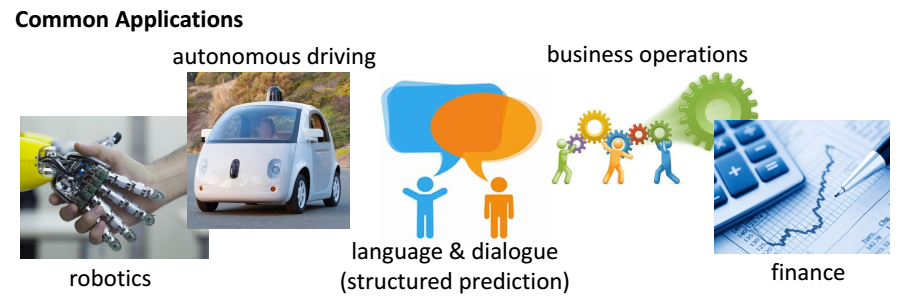 Common Applications
autonomous driving
business operations
language & dialogue
(structured prediction)
robotics
finance